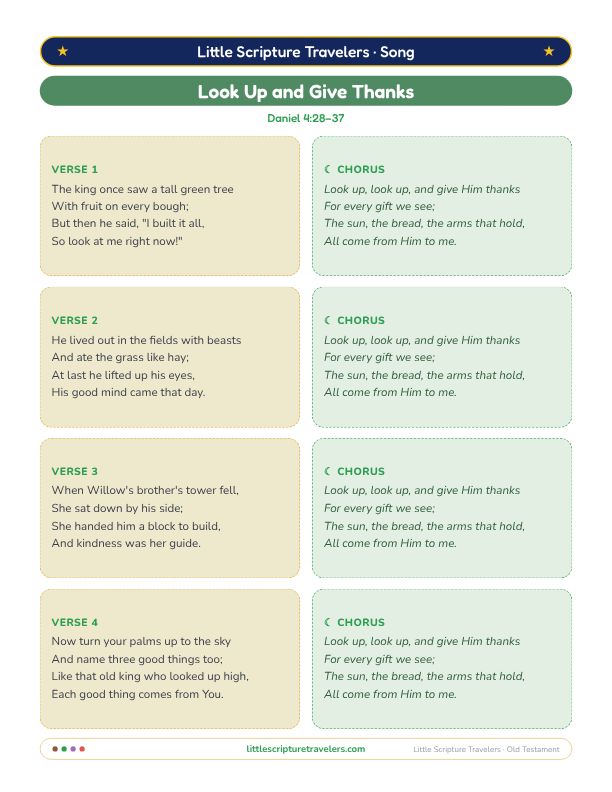 ★ Little Scripture Travelers · Song ★
Look Up and Give Thanks
Daniel 4:28–37
VERSE 1
The king once saw a tall green tree
With fruit on every bough;
But then he said, "I built it all,
So look at me right now!"
☾ CHORUS
Look up, look up, and give Him thanks
For every gift we see;
The sun, the bread, the arms that hold,
All come from Him to me.
VERSE 2
He lived out in the fields with beasts
And ate the grass like hay;
At last he lifted up his eyes,
His good mind came that day.
☾ CHORUS
Look up, look up, and give Him thanks
For every gift we see;
The sun, the bread, the arms that hold,
All come from Him to me.
VERSE 3
When Willow's brother's tower fell,
She sat down by his side;
She handed him a block to build,
And kindness was her guide.
☾ CHORUS
Look up, look up, and give Him thanks
For every gift we see;
The sun, the bread, the arms that hold,
All come from Him to me.
VERSE 4
Now turn your palms up to the sky
And name three good things too;
Like that old king who looked up high,
Each good thing comes from You.
☾ CHORUS
Look up, look up, and give Him thanks
For every gift we see;
The sun, the bread, the arms that hold,
All come from Him to me.
littlescripturetravelers.com
Little Scripture Travelers · Old Testament